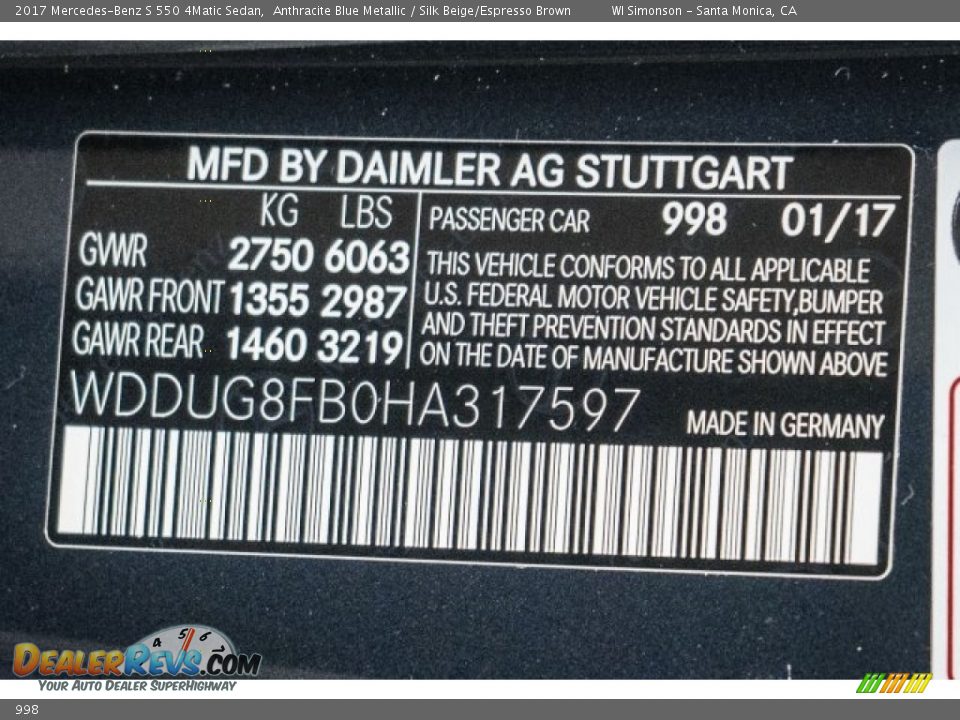 2017 Mercedes-Benz S 550 4Matic Sedan, Anthracite Blue Metallic / Silk Beige/Espresso Brown WI Simonson - Santa Monica, CA
MFD BY DAIMLER AG STUTTGART
KG LBS
GVWR 2750 6063
GAWR FRONT 1355 2987
GAWR REAR 1460 3219
PASSENGER CAR 998 01/17
THIS VEHICLE CONFORMS TO ALL APPLICABLE
U.S. FEDERAL MOTOR VEHICLE SAFETY,BUMPER
AND THEFT PREVENTION STANDARDS IN EFFECT
ON THE DATE OF MANUFACTURE SHOWN ABOVE
WDDUG8FB0HA317597
MADE IN GERMANY
4 5 6
DEALERREVS.COM
YOUR AUTO DEALER SUPERHIGHWAY
998